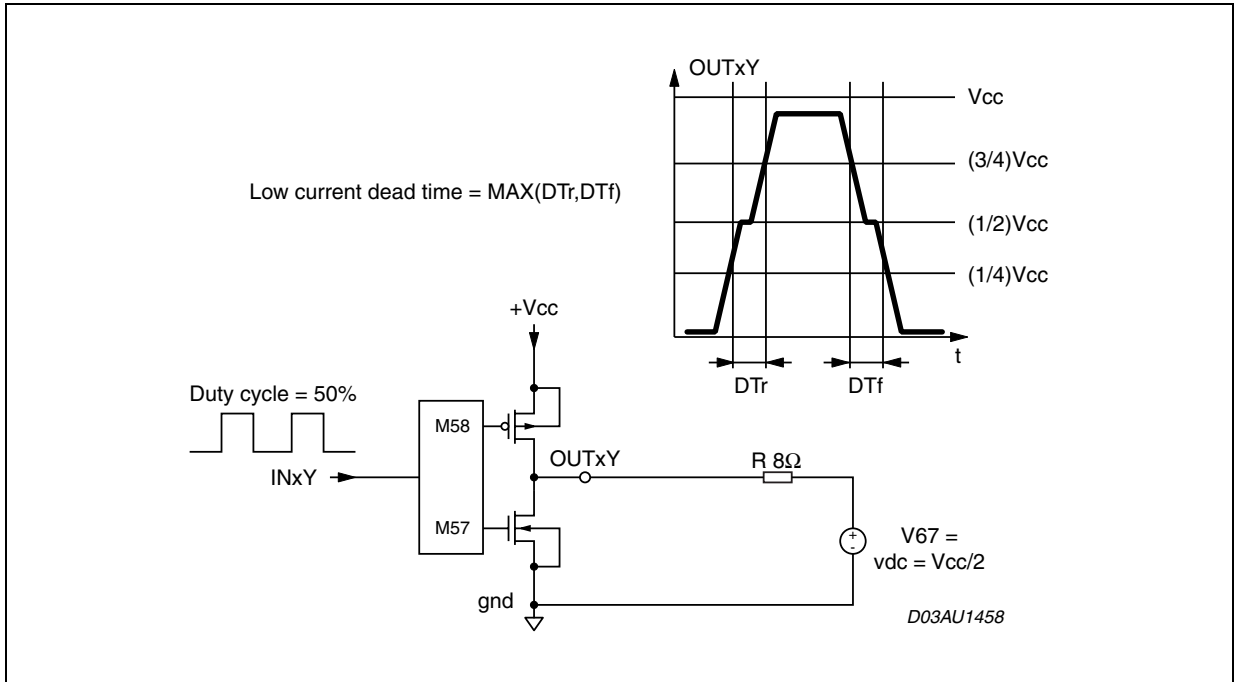 OUTxY
Vcc
(3/4)Vcc
Low current dead time = MAX(DTr,DTf)
(1/2)Vcc
(1/4)Vcc
+Vcc
t
DTr
DTf
Duty cycle = 50%
M58
OUTxY
R 8Ω
INxY
M57
+
-
V67 =
vdc = Vcc/2
gnd
D03AU1458